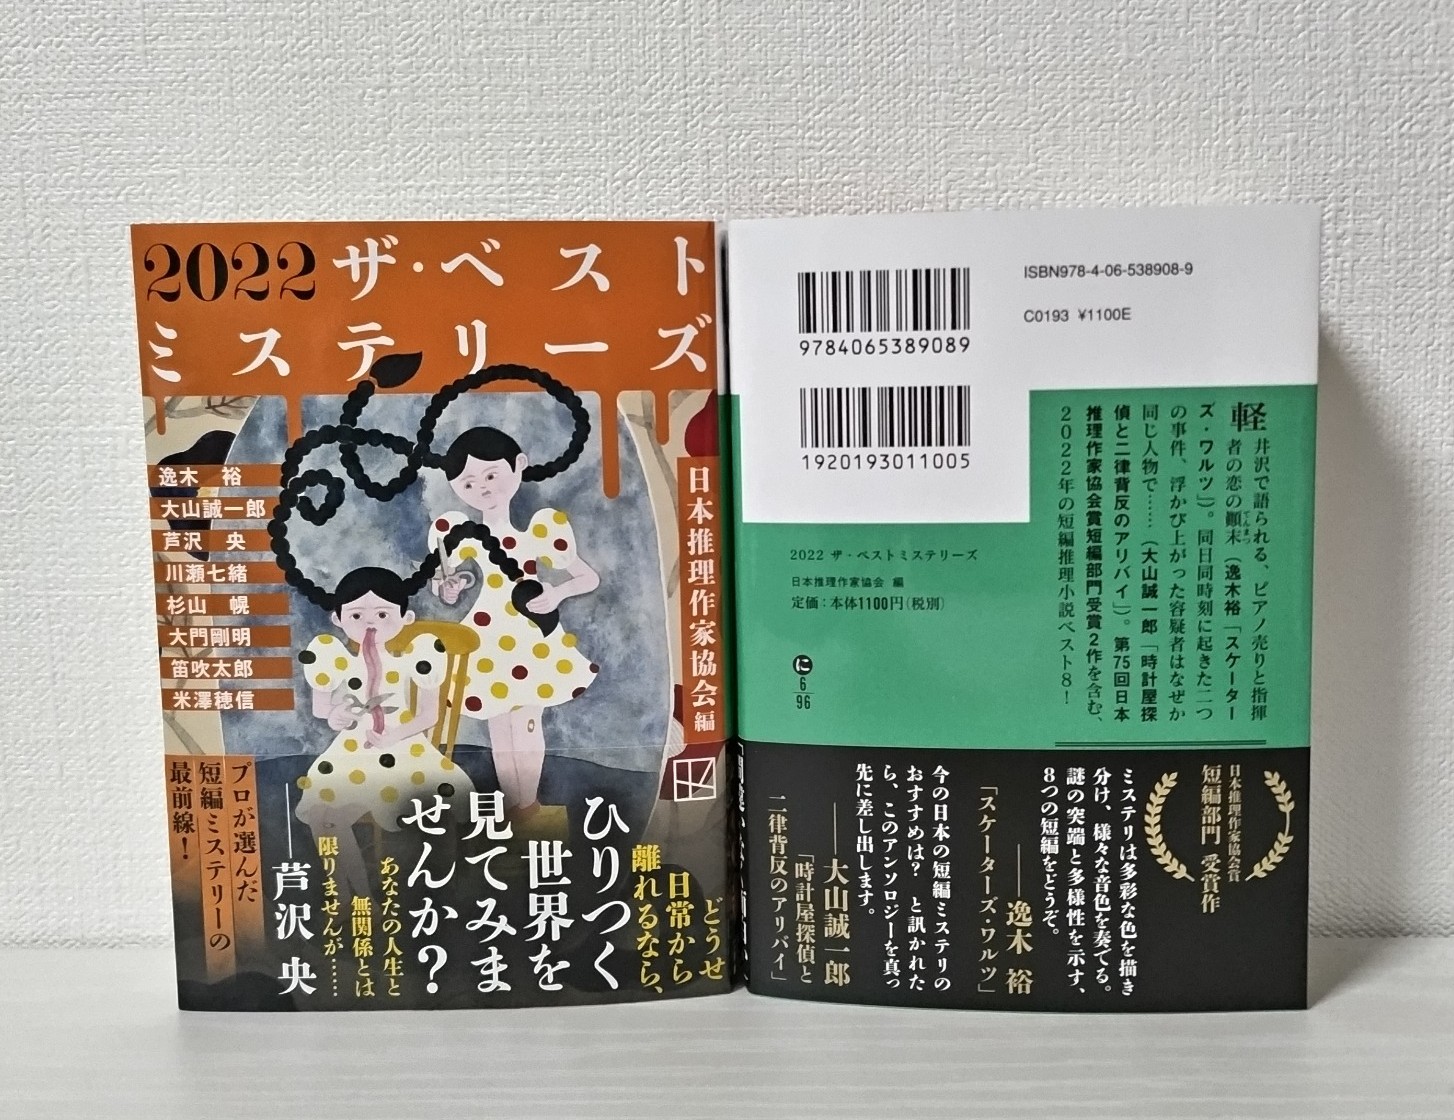 2022 ザ・ベスト
ミステリーズ
日本推理作家協会 編
逸木 裕
大山誠一郎
芦沢 央
川瀬七緒
杉山 幌
大門剛明
笛吹太郎
米澤穂信
どうせ
日常から
離れるなら、
ひりつく
世界を
見てみま
せんか？
あなたの人生と
無関係とは
限りませんが……
──芦沢 央
プロが選んだ
短編ミステリーの
最前線！
9784065389089
1920193011005
ISBN978-4-06-538908-9
C0193 ¥1100E
2022 ザ・ベストミステリーズ
日本推理作家協会 編
定価：本体1100円（税別）
に
6
96
軽井沢で語られる、ピアノ売りと指揮
者の恋の顚末（逸木裕「スケーター
ズ・ワルツ」）。同日同時刻に起きた二つ
の事件、浮かび上がった容疑者はなぜか
同じ人物で……（大山誠一郎「時計屋探
偵と二律背反のアリバイ」）。第75回日本
推理作家協会賞短編部門受賞2作を含む、
2022年の短編推理小説ベスト8！
てんまつ
日本推理作家協会賞
短編部門 受賞作
ミステリは多彩な色を描き
分け、様々な音色を奏でる。
謎の突端と多様性を示す、
8つの短編をどうぞ。
──逸木 裕
「スケーターズ・ワルツ」
今の日本の短編ミステリの
おすすめは？ と訊かれた
ら、このアンソロジーを真っ
先に差し出します。
──大山誠一郎
「時計屋探偵と
二律背反のアリバイ」